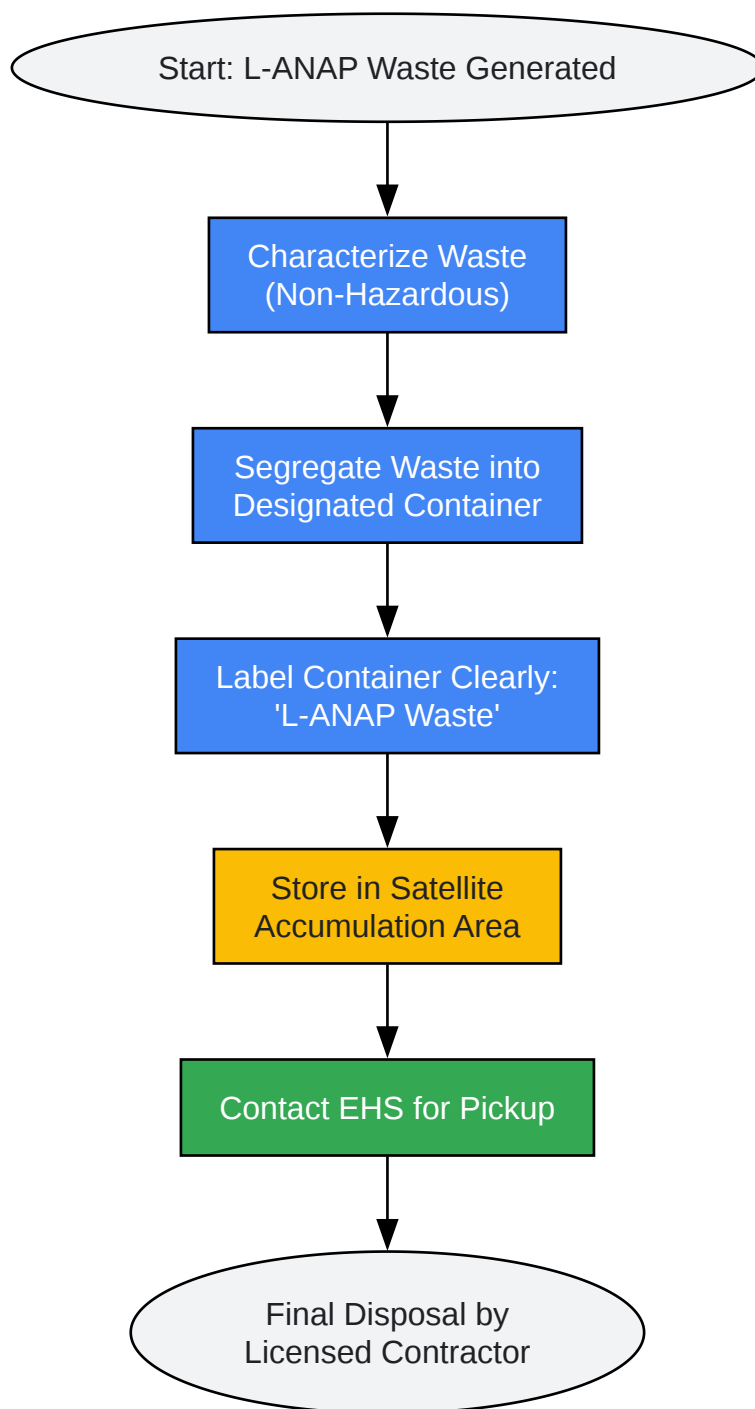 Start: L-ANAP Waste Generated
Characterize Waste
(Non-Hazardous)
Segregate Waste into
Designated Container
Label Container Clearly:
'L-ANAP Waste'
Store in Satellite
Accumulation Area
Contact EHS for Pickup
Final Disposal by
Licensed Contractor